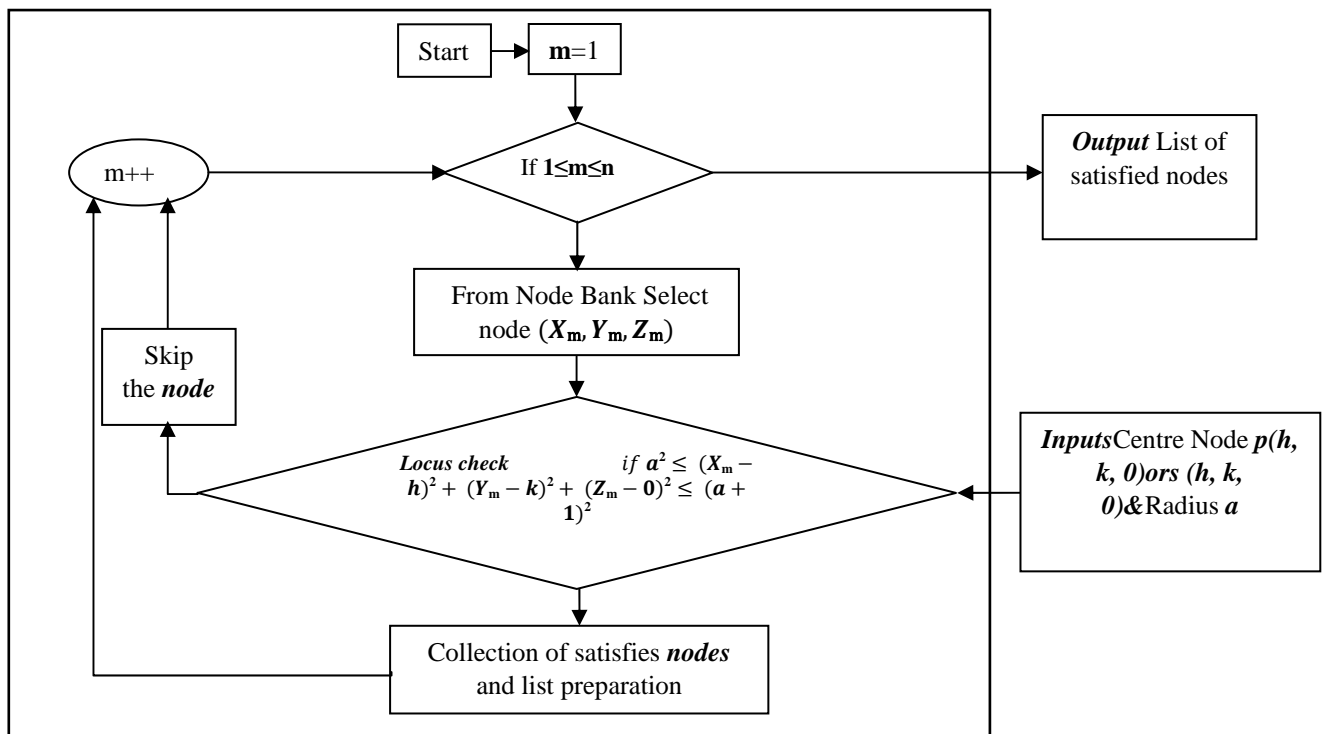 Start
m=1
m++
If 1≤m≤n
Output List of
satisfied nodes
From Node Bank Select
node (Xₘ, Yₘ, Zₘ)
Skip
the node
Locus check if a² ≤ (Xₘ −
h)² + (Yₘ − k)² + (Zₘ − 0)² ≤ (a +
1)²
InputsCentre Node p(h,
k, 0)ors (h, k,
0)&Radius a
Collection of satisfies nodes
and list preparation